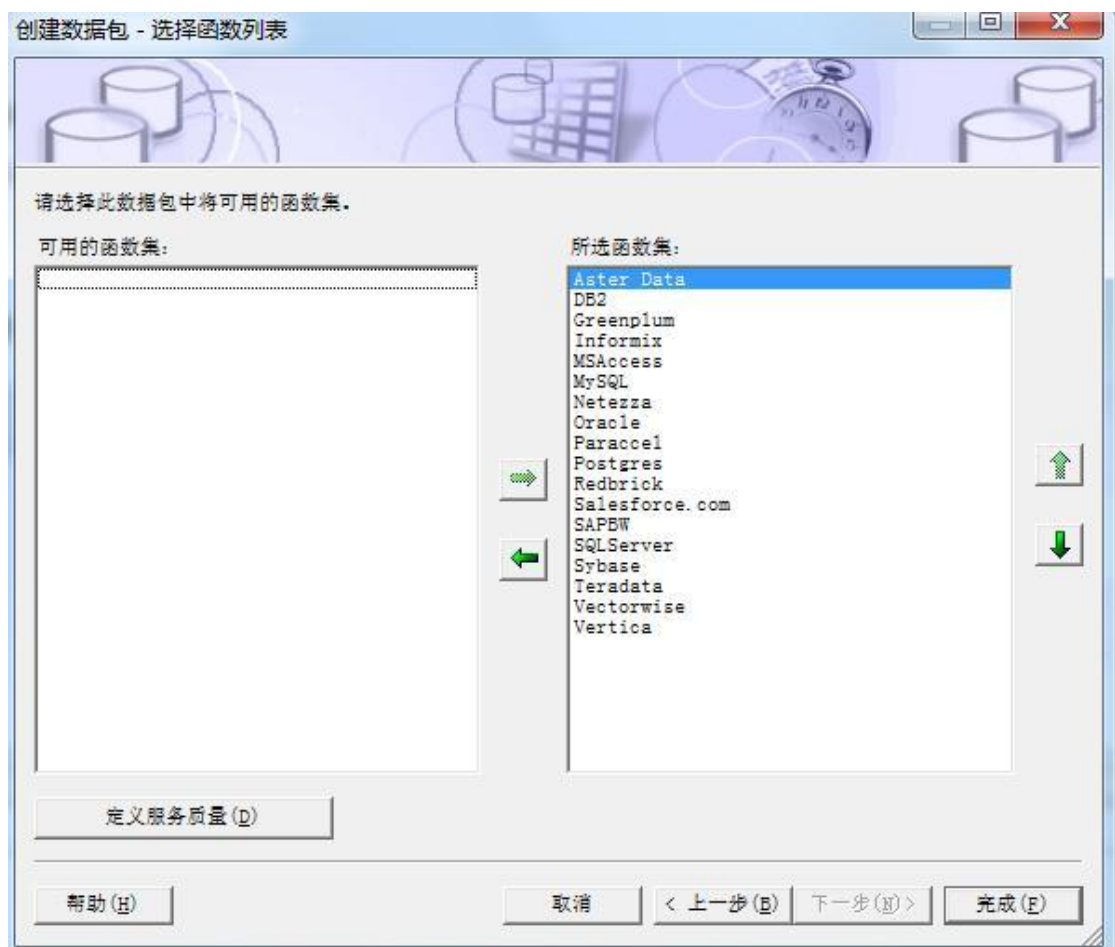 创建数据包 - 选择函数列表
请选择此数据包中将可用的函数集.
可用的函数集:
所选函数集:
Aster Data
DB2
Greenplum
Informix
MSAccess
MySQL
Netezza
Oracle
Paraccel
Postgres
Redbrick
Salesforce.com
SAPBW
SQLServer
Sybase
Teradata
Vectorwise
Vertica
定义服务质量(D)
帮助(H)
取消
< 上一步(B)
下一步(N) >
完成(F)